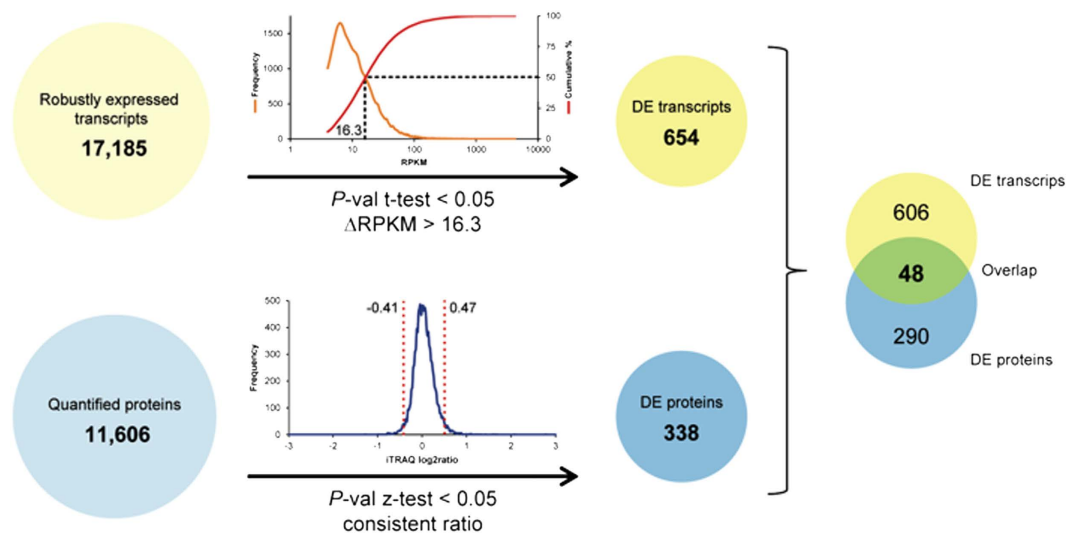 Robustly expressed
transcripts
17,185
Frequency
1500
1000
500
0
100
75
50
25
0
Cumulative %
16.3
1
10
100
1000
10000
RPKM
P-val t-test < 0.05
ΔRPKM > 16.3
DE transcripts
654
Quantified proteins
11,606
Frequency
500
400
300
200
100
0
-0.41
0.47
-3
-2
-1
0
1
2
3
iTRAQ log2ratio
P-val z-test < 0.05
consistent ratio
DE proteins
338
DE transcrips
606
48
Overlap
290
DE proteins